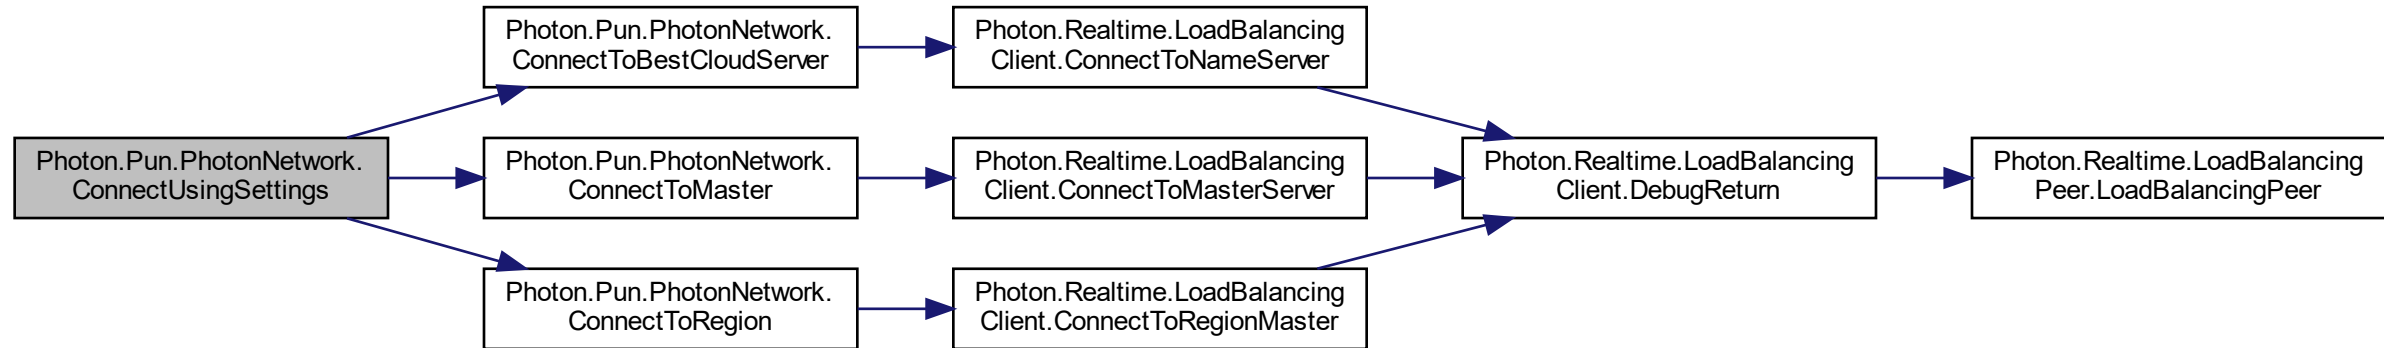 Photon.Pun.PhotonNetwork.
ConnectUsingSettings
Photon.Pun.PhotonNetwork.
ConnectToBestCloudServer
Photon.Realtime.LoadBalancing
Client.ConnectToNameServer
Photon.Pun.PhotonNetwork.
ConnectToMaster
Photon.Realtime.LoadBalancing
Client.ConnectToMasterServer
Photon.Pun.PhotonNetwork.
ConnectToRegion
Photon.Realtime.LoadBalancing
Client.ConnectToRegionMaster
Photon.Realtime.LoadBalancing
Client.DebugReturn
Photon.Realtime.LoadBalancing
Peer.LoadBalancingPeer